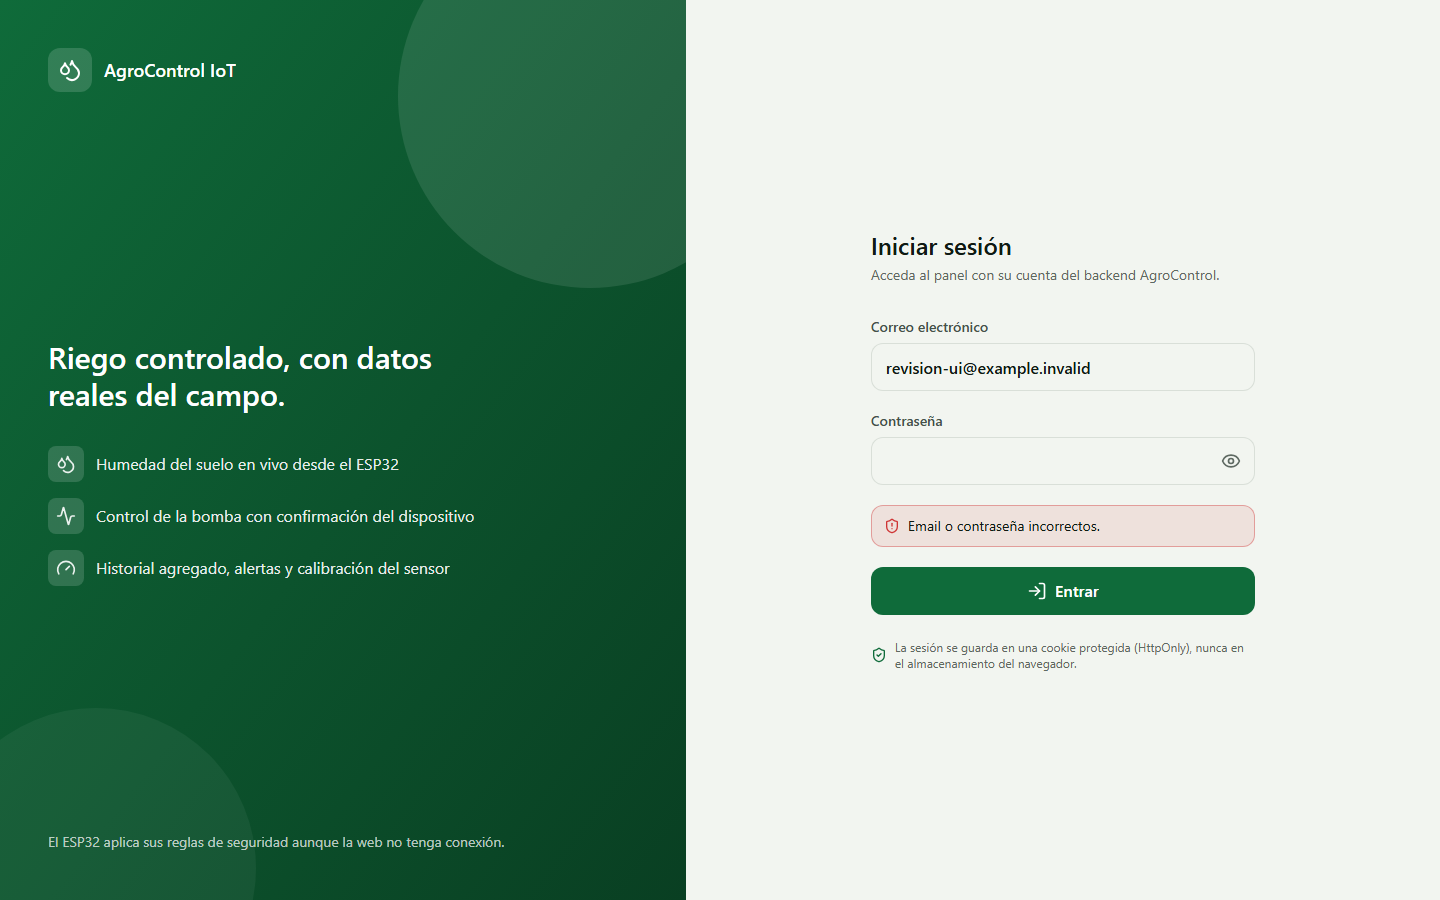 AgroControl IoT
Riego controlado, con datos
reales del campo.
Humedad del suelo en vivo desde el ESP32
Control de la bomba con confirmación del dispositivo
Historial agregado, alertas y calibración del sensor
El ESP32 aplica sus reglas de seguridad aunque la web no tenga conexión.
Iniciar sesión
Acceda al panel con su cuenta del backend AgroControl.
Correo electrónico
revision-ui@example.invalid
Contraseña
Email o contraseña incorrectos.
Entrar
La sesión se guarda en una cookie protegida (HttpOnly), nunca en
el almacenamiento del navegador.